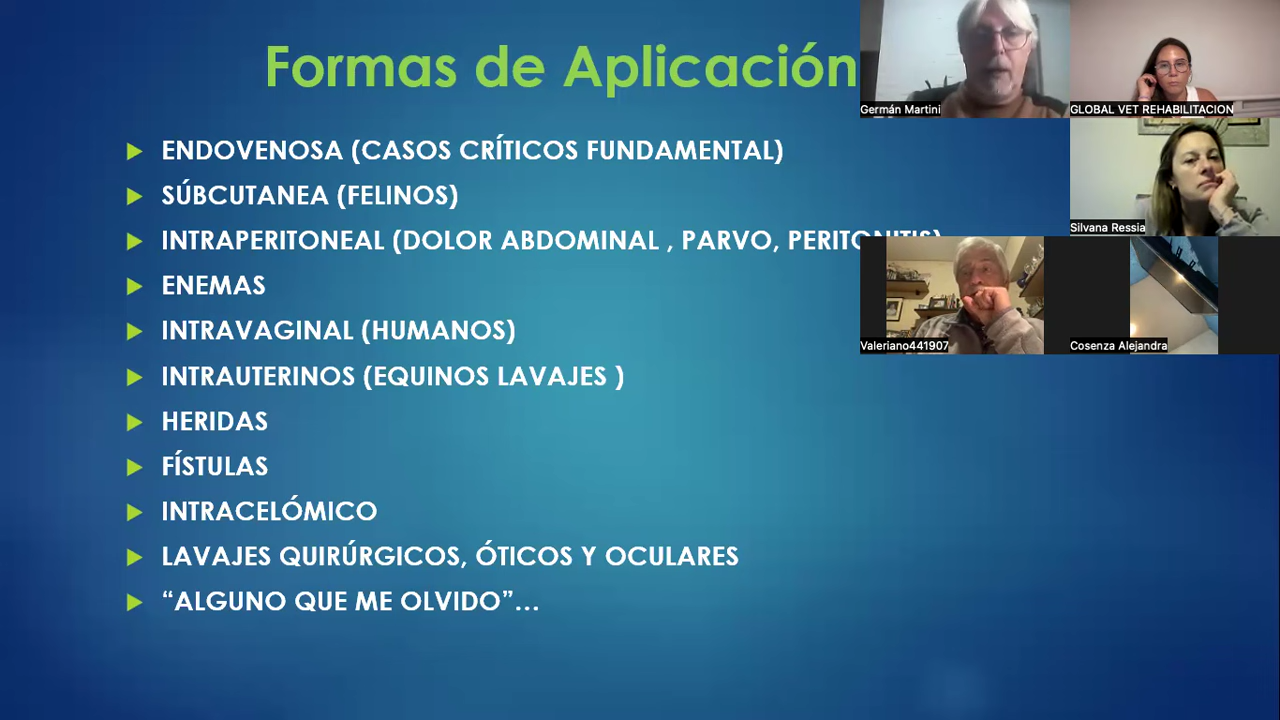 Formas de Aplicación
ENDOVENOSA (CASOS CRÍTICOS FUNDAMENTAL)
SÚBCUTANEA (FELINOS)
INTRAPERITONEAL (DOLOR ABDOMINAL , PARVO, PERITONITIS)
ENEMAS
INTRAVAGINAL (HUMANOS)
INTRAUTERINOS (EQUINOS LAVAJES )
HERIDAS
FÍSTULAS
INTRACELÓMICO
LAVAJES QUIRÚRGICOS, ÓTICOS Y OCULARES
“ALGUNO QUE ME OLVIDO”...
Germán Martini
GLOBAL VET REHABILITACION
Silvana Ressia
Valeriano441907
Cosenza Alejandra